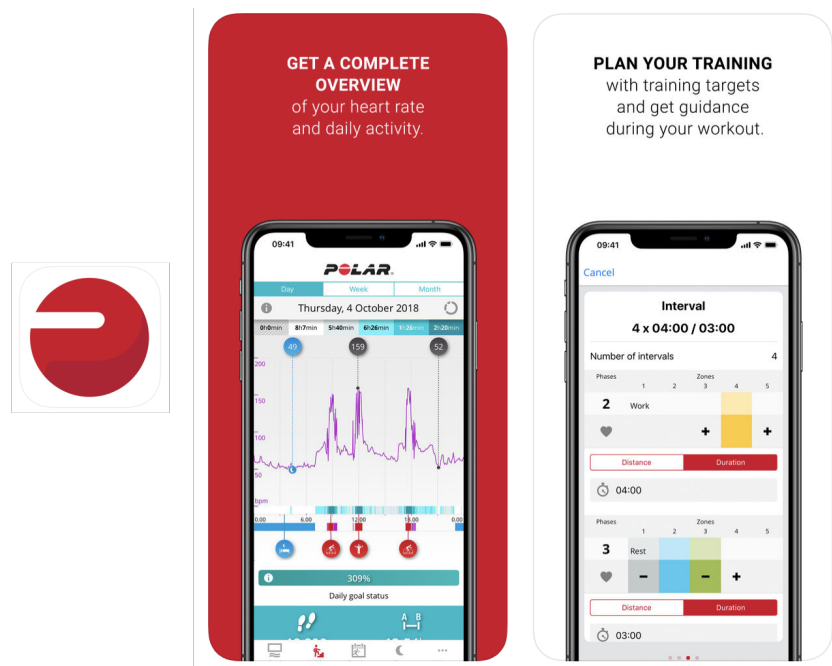 GET A COMPLETE
OVERVIEW
of your heart rate
and daily activity.
09:41
POLAR
Day Week Month
Thursday, 4 October 2018
0h0min 8h7min 5h40min 6h26min 1h26min 2h20min
49 159 52
200
150
100
50
bpm
0.00 6.00 12.00 18.00 0.00
309%
Daily goal status
A B
PLAN YOUR TRAINING
with training targets
and get guidance
during your workout.
09:41
Cancel
Interval
4 x 04:00 / 03:00
Number of intervals 4
Phases Zones
1 2 3 4 5
2 Work
+ +
Distance Duration
04:00
Phases Zones
1 2 3 4 5
3 Rest
− − +
Distance Duration
03:00